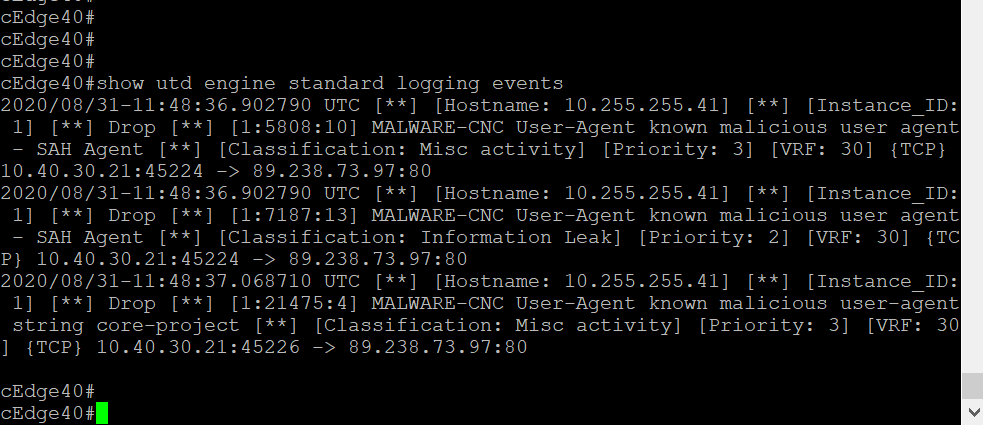 cEdge40#
cEdge40#
cEdge40#
cEdge40#show utd engine standard logging events
2020/08/31-11:48:36.902790 UTC [**] [Hostname: 10.255.255.41] [**] [Instance_ID:
 1] [**] Drop [**] [1:5808:10] MALWARE-CNC User-Agent known malicious user agent
 - SAH Agent [**] [Classification: Misc activity] [Priority: 3] [VRF: 30] {TCP}
10.40.30.21:45224 -> 89.238.73.97:80
2020/08/31-11:48:36.902790 UTC [**] [Hostname: 10.255.255.41] [**] [Instance_ID:
 1] [**] Drop [**] [1:7187:13] MALWARE-CNC User-Agent known malicious user agent
 - SAH Agent [**] [Classification: Information Leak] [Priority: 2] [VRF: 30] {TC
P} 10.40.30.21:45224 -> 89.238.73.97:80
2020/08/31-11:48:37.068710 UTC [**] [Hostname: 10.255.255.41] [**] [Instance_ID:
 1] [**] Drop [**] [1:21475:4] MALWARE-CNC User-Agent known malicious user-agent
 string core-project [**] [Classification: Misc activity] [Priority: 3] [VRF: 30
] {TCP} 10.40.30.21:45226 -> 89.238.73.97:80
cEdge40#
cEdge40#